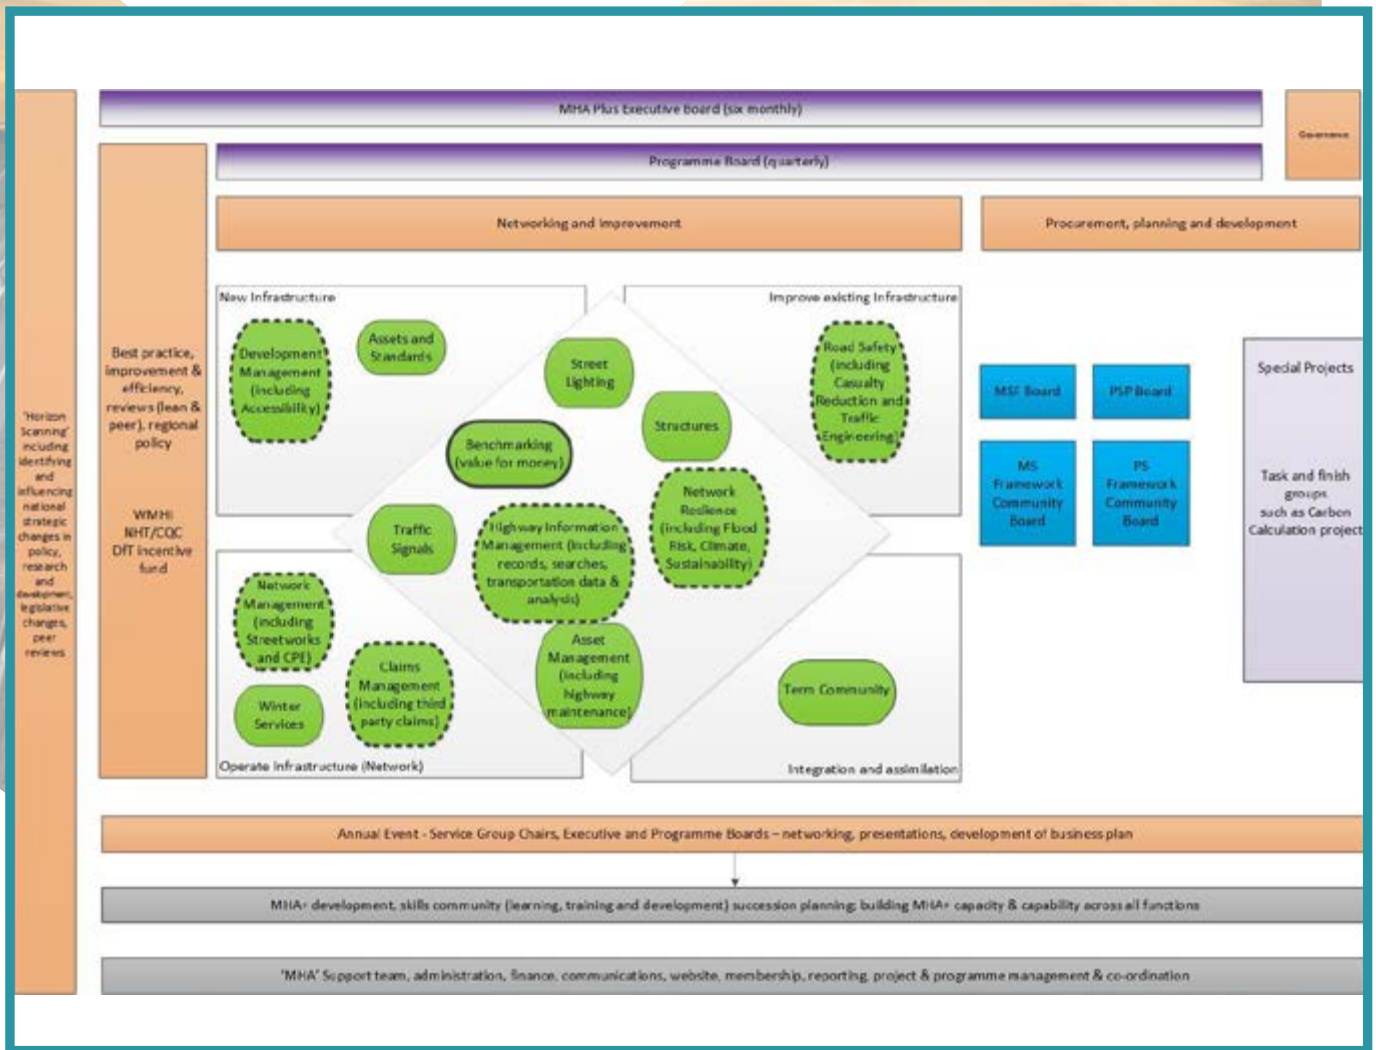 MHA Plus Executive Board (six monthly)
Governance
Programme Board (quarterly)
Networking and Improvement
Procurement, planning and development
'Horizon
Scanning'
ncluding
identifying
and
influencing
national
strategic
changes in
policy,
research
and
development,
legislative
changes,
peer
reviews
Best practice,
improvement &
efficiency,
reviews (lean &
peer), regional
policy
WMHi
NHT/CQC
DfT incentive
fund
New Infrastructure
Development
Management
(including
Accessibility)
Assets and
Standards
Street
Lighting
Structures
Benchmarking
(value for money)
Improve existing Infrastructure
Road Safety
(including
Casualty
Reduction and
Traffic
Engineering)
Traffic
Signals
Highway Information
Management (including
records, searches,
transportation data &
analysis)
Network
Resilience
(including Flood
Risk, Climate,
Sustainability)
Network
Management
(including
Streetworks
and CPE)
Claims
Management
(including third
party claims)
Winter
Services
Operate Infrastructure (Network)
Asset
Management
(including
highway
maintenance)
Term Community
Integration and assimilation
MSF Board
PSP Board
MS
Framework
Community
Board
PS
Framework
Community
Board
Special Projects
Task and finish
groups
such as Carbon
Calculation project
Annual Event - Service Group Chairs, Executive and Programme Boards – networking, presentations, development of business plan
MHA+ development, skills community (learning, training and development) succession planning; building MHA+ capacity & capability across all functions
'MHA' Support team, administration, finance, communications, website, membership, reporting, project & programme management & co-ordination